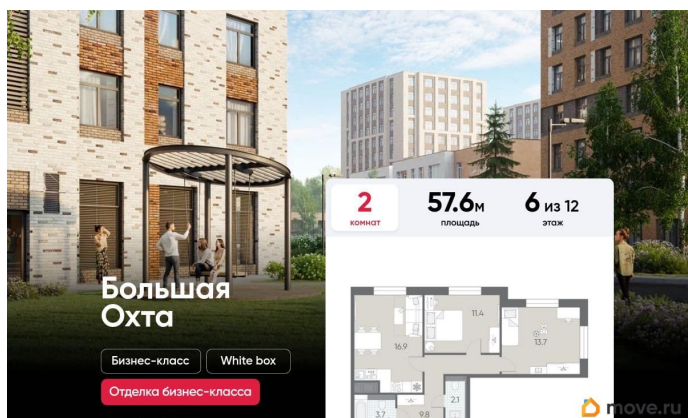 2
комнат
57.6м
площадь
6 из 12
этаж
Большая
Охта
Бизнес-класс
White box
Отделка бизнес-класса
16.9
11.4
13.7
3.7
9.8
2.1
move.ru